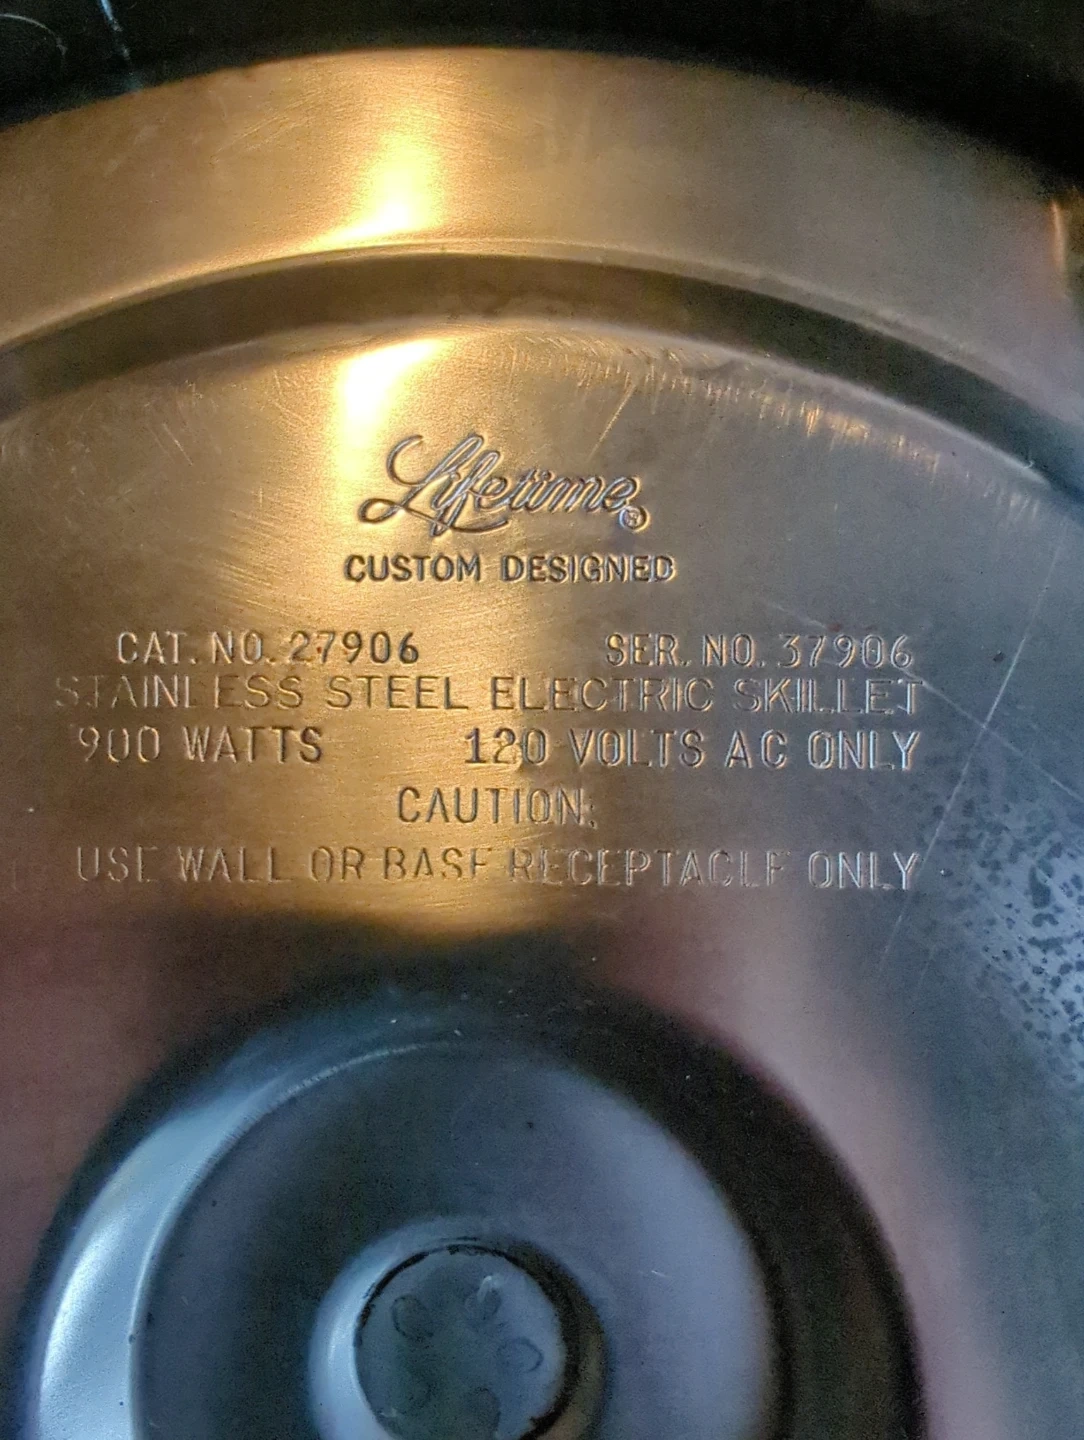 Lifetime®
CUSTOM DESIGNED
CAT. NO. 27906 SER. NO. 37906
STAINLESS STEEL ELECTRIC SKILLET
900 WATTS 120 VOLTS AC ONLY
CAUTION:
USE WALL OR BASE RECEPTACLE ONLY